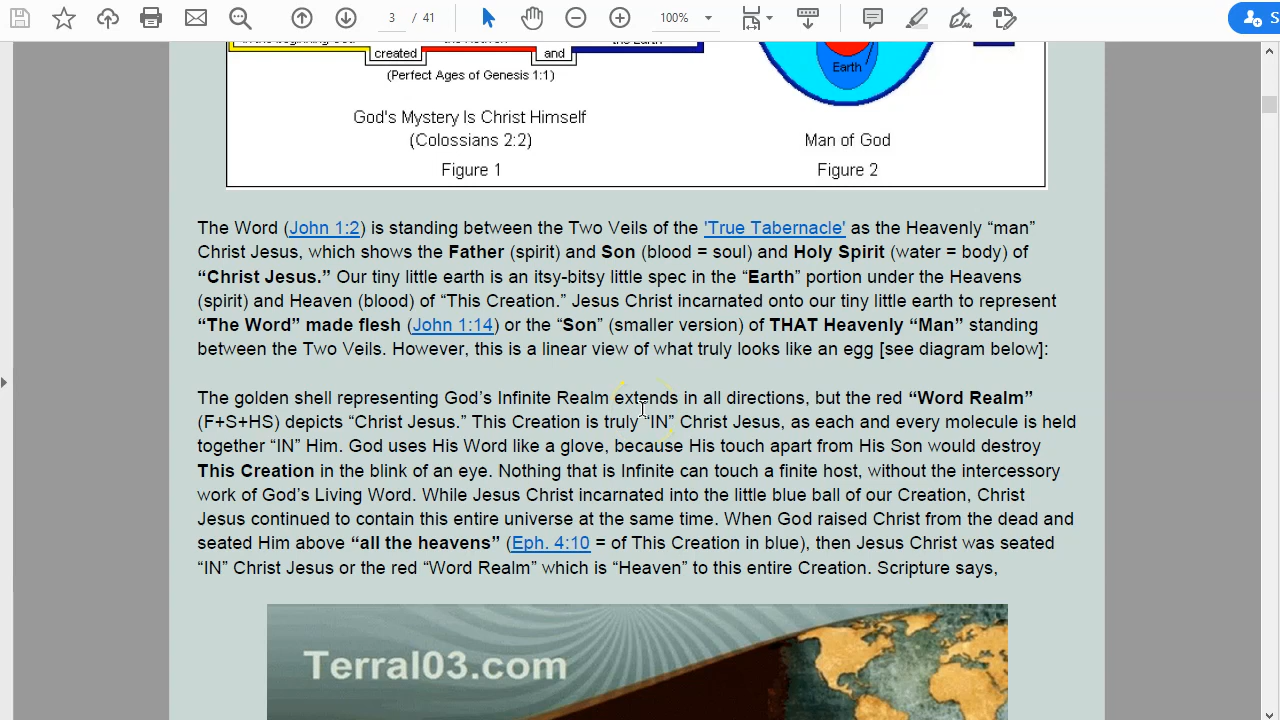 3 / 41 100% S
in the beginning God the Heaven the Earth
created and
(Perfect Ages of Genesis 1:1)
Earth
God's Mystery Is Christ Himself
(Colossians 2:2)
Man of God
Figure 1
Figure 2
The Word (John 1:2) is standing between the Two Veils of the 'True Tabernacle' as the Heavenly “man”
Christ Jesus, which shows the Father (spirit) and Son (blood = soul) and Holy Spirit (water = body) of
“Christ Jesus.” Our tiny little earth is an itsy-bitsy little spec in the “Earth” portion under the Heavens
(spirit) and Heaven (blood) of “This Creation.” Jesus Christ incarnated onto our tiny little earth to represent
“The Word” made flesh (John 1:14) or the “Son” (smaller version) of THAT Heavenly “Man” standing
between the Two Veils. However, this is a linear view of what truly looks like an egg [see diagram below]:
The golden shell representing God’s Infinite Realm extends in all directions, but the red “Word Realm”
(F+S+HS) depicts “Christ Jesus.” This Creation is truly “IN” Christ Jesus, as each and every molecule is held
together “IN” Him. God uses His Word like a glove, because His touch apart from His Son would destroy
This Creation in the blink of an eye. Nothing that is Infinite can touch a finite host, without the intercessory
work of God’s Living Word. While Jesus Christ incarnated into the little blue ball of our Creation, Christ
Jesus continued to contain this entire universe at the same time. When God raised Christ from the dead and
seated Him above “all the heavens” (Eph. 4:10 = of This Creation in blue), then Jesus Christ was seated
“IN” Christ Jesus or the red “Word Realm” which is “Heaven” to this entire Creation. Scripture says,
Terral03.com